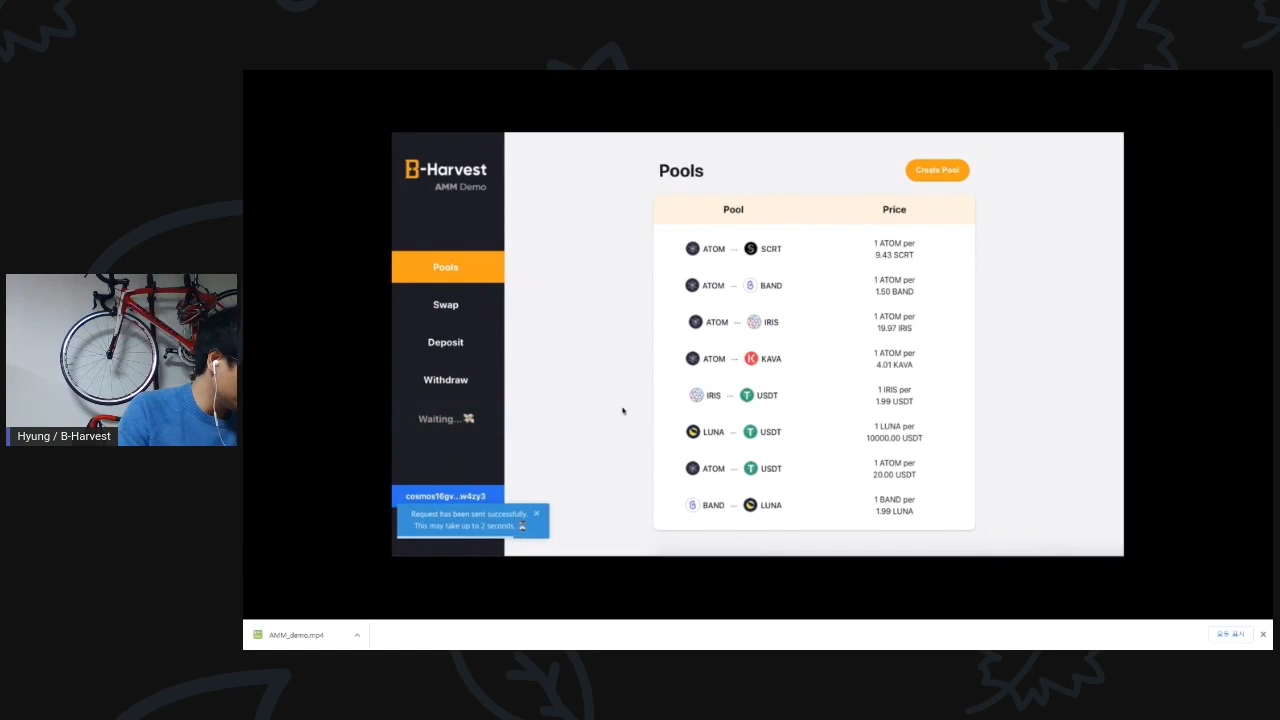 B-Harvest
AMM Demo
Pools
Swap
Deposit
Withdraw
Waiting...
cosmos16gv...w4zy3
Request has been sent successfully.
This may take up to 2 seconds.
Pools
Create Pool
Pool Price
ATOM ... SCRT
1 ATOM per
9.43 SCRT
ATOM ... BAND
1 ATOM per
1.50 BAND
ATOM ... IRIS
1 ATOM per
19.97 IRIS
ATOM ... KAVA
1 ATOM per
4.01 KAVA
IRIS ... USDT
1 IRIS per
1.99 USDT
LUNA ... USDT
1 LUNA per
10000.00 USDT
ATOM ... USDT
1 ATOM per
20.00 USDT
BAND ... LUNA
1 BAND per
1.99 LUNA
Hyung / B-Harvest
AMM_demo.mp4
모두 표시